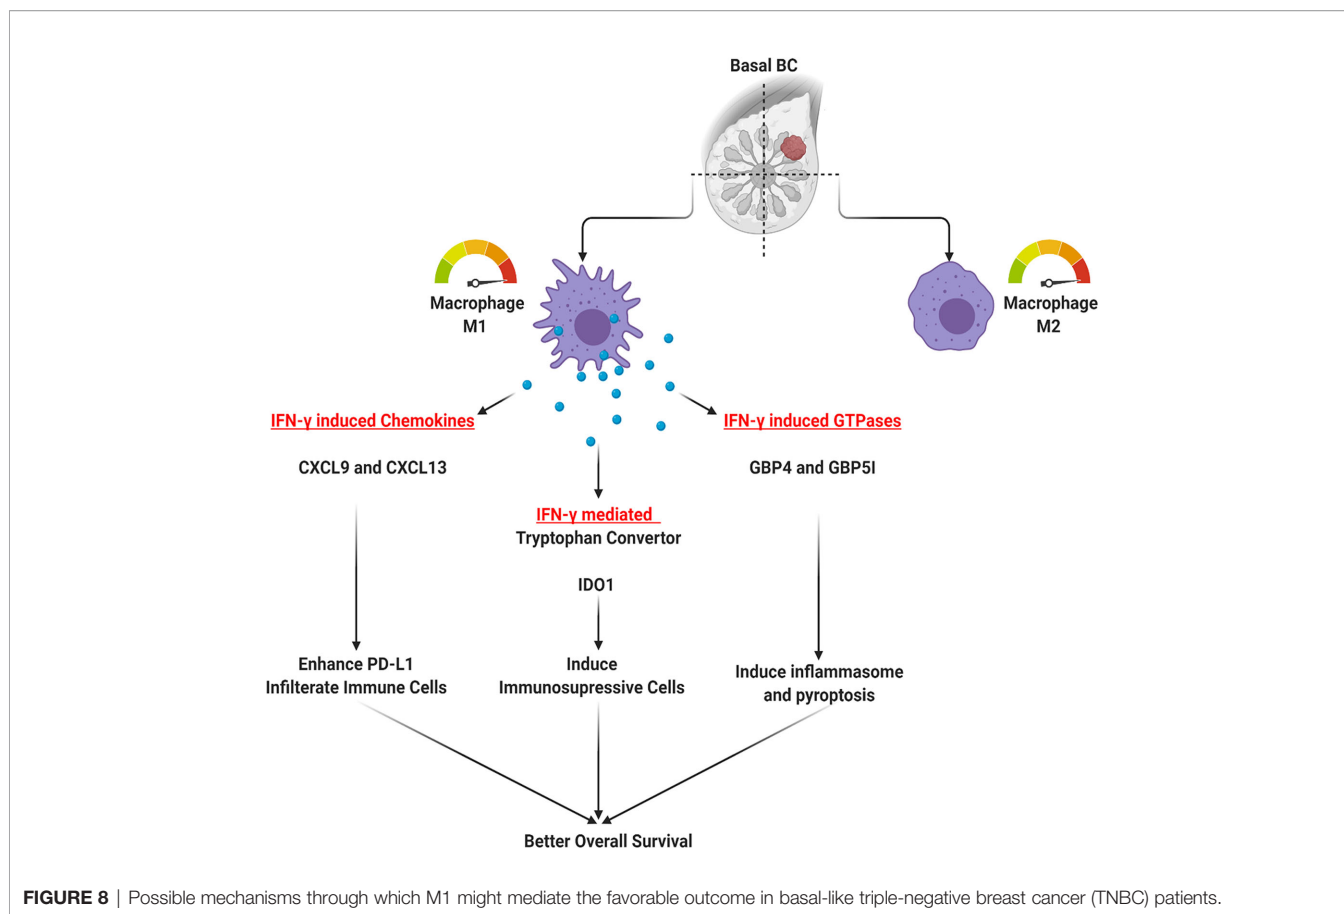 Basal BC
Macrophage
M1
Macrophage
M2
IFN-γ induced Chemokines
IFN-γ induced GTPases
CXCL9 and CXCL13
GBP4 and GBP5I
IFN-γ mediated
Tryptophan Convertor
IDO1
Enhance PD-L1
Infilterate Immune Cells
Induce
Immunosupressive Cells
Induce inflammasome
and pyroptosis
Better Overall Survival
FIGURE 8 | Possible mechanisms through which M1 might mediate the favorable outcome in basal-like triple-negative breast cancer (TNBC) patients.